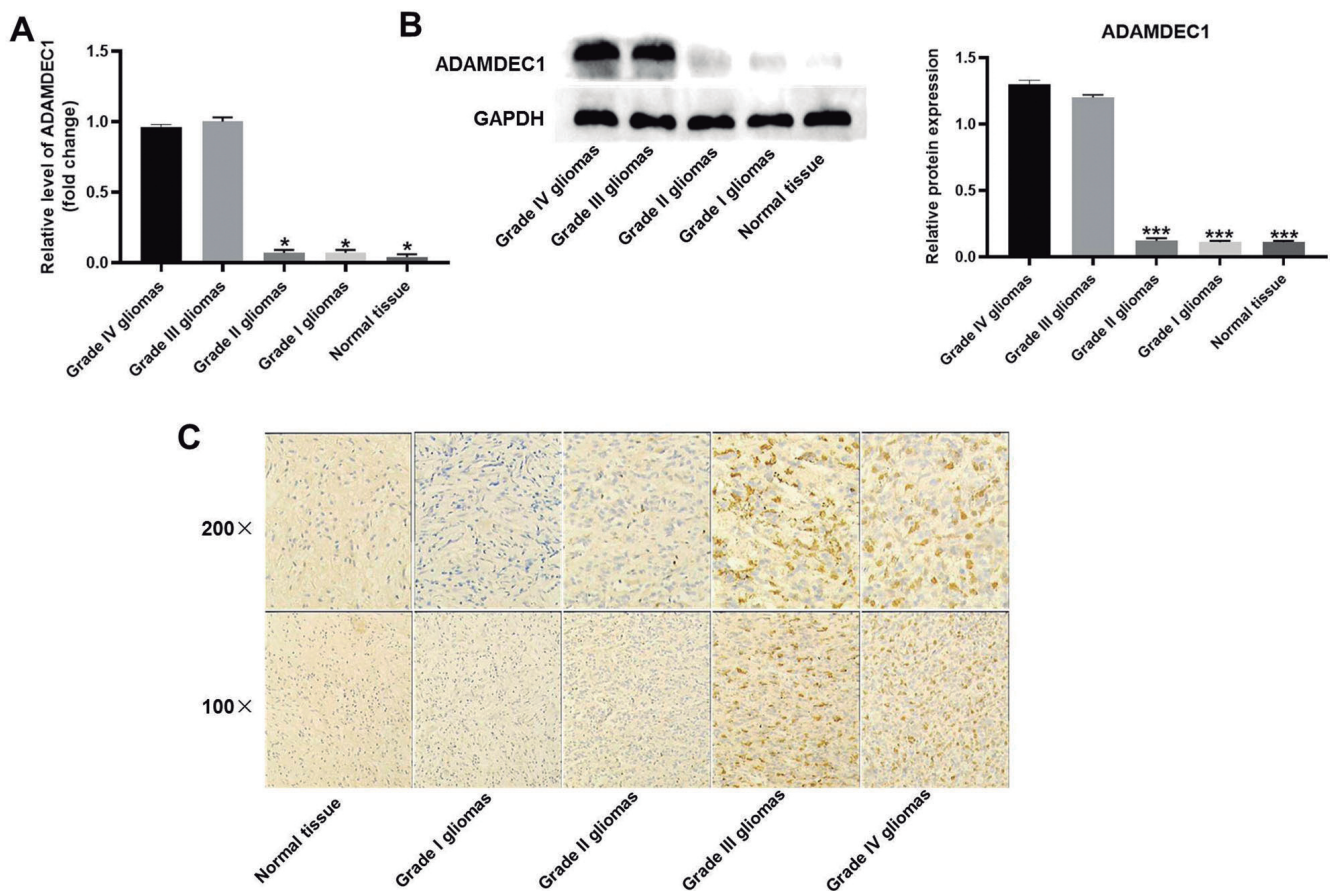 A
Relative level of ADAMDEC1
(fold change)
1.5
1.0
0.5
0.0
*
*
*
Grade IV gliomas
Grade III gliomas
Grade II gliomas
Grade I gliomas
Normal tissue
B
ADAMDEC1
GAPDH
Grade IV gliomas
Grade III gliomas
Grade II gliomas
Grade I gliomas
Normal tissue
ADAMDEC1
Relative protein expression
1.5
1.0
0.5
0.0
***
***
***
Grade IV gliomas
Grade III gliomas
Grade II gliomas
Grade I gliomas
Normal tissue
C
200×
100×
Normal tissue
Grade I gliomas
Grade II gliomas
Grade III gliomas
Grade IV gliomas